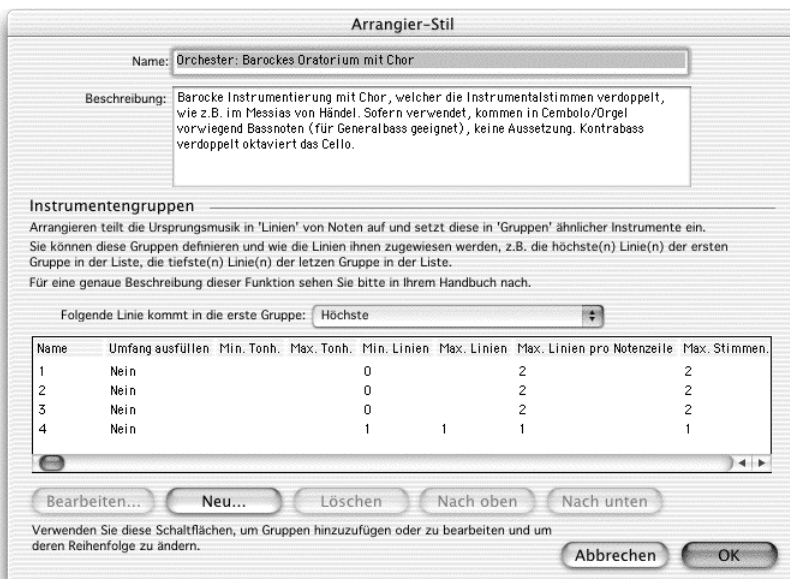 Arrangier-Stil
Name: Orchester: Barockes Oratorium mit Chor
Beschreibung: Barocke Instrumentierung mit Chor, welcher die Instrumentalstimmen verdoppelt,
wie z.B. im Messias von Händel. Sofern verwendet, kommen in Cembolo/Orgel
vorwiegend Bassnoten (für Generalbass geeignet), keine Aussetzung. Kontrabass
verdoppelt oktaviert das Cello.
Instrumentengruppen
Arrangieren teilt die Ursprungsmusik in 'Linien' von Noten auf und setzt diese in 'Gruppen' ähnlicher Instrumente ein.
Sie können diese Gruppen definieren und wie die Linien ihnen zugewiesen werden, z.B. die höchste(n) Linie(n) der ersten
Gruppe in der Liste, die tiefste(n) Linie(n) der letzen Gruppe in der Liste.
Für eine genaue Beschreibung dieser Funktion sehen Sie bitte in Ihrem Handbuch nach.
Folgende Linie kommt in die erste Gruppe: Höchste
Name Umfang ausfüllen Min. Tonh. Max. Tonh. Min. Linien Max. Linien Max. Linien pro Notenzeile Max. Stimmen.
1 Nein 0 2 2
2 Nein 0 2 2
3 Nein 0 2 2
4 Nein 1 1 1 1
Bearbeiten... Neu... Löschen Nach oben Nach unten
Verwenden Sie diese Schaltflächen, um Gruppen hinzuzufügen oder zu bearbeiten und um
deren Reihenfolge zu ändern.
Abbrechen OK